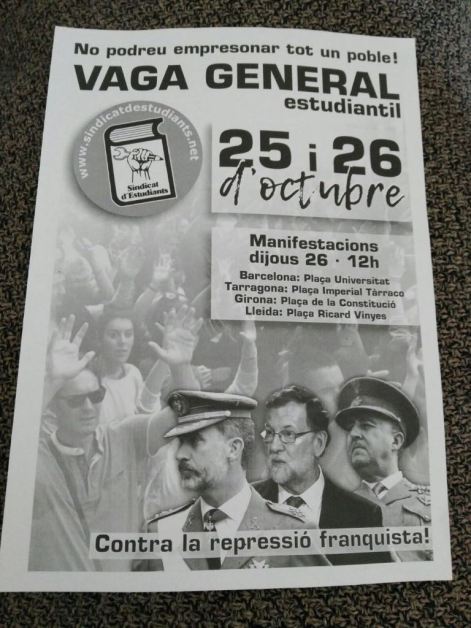 No podreu empresonar tot un poble!
VAGA GENERAL
estudiantil
www.sindicatdestudiants.net
Sindicat
d'Estudiants
25 i 26
d'octubre
Manifestacions
dijous 26 · 12h
Barcelona: Plaça Universitat
Tarragona: Plaça Imperial Tàrraco
Girona: Plaça de la Constitució
Lleida: Plaça Ricard Vinyes
Contra la repressió franquista!